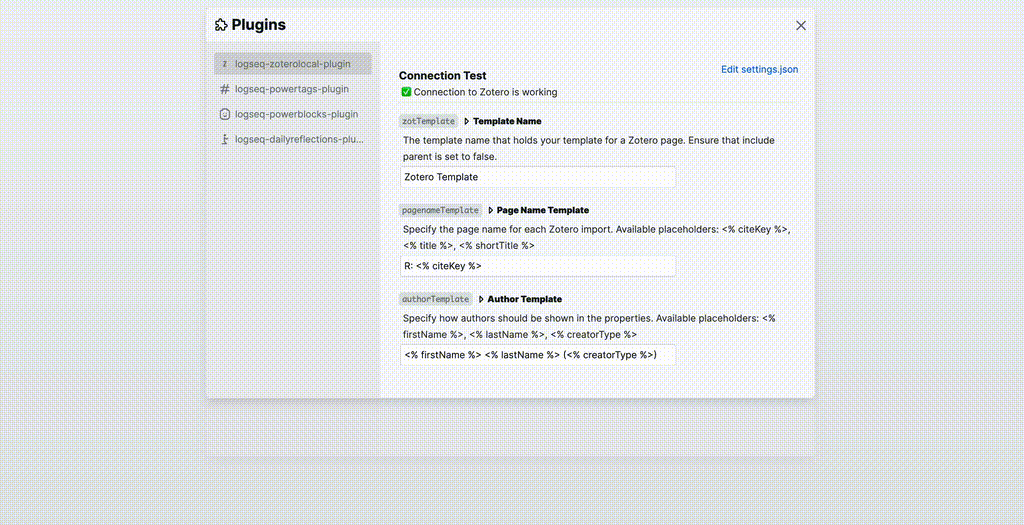 Plugins
logseq-zoterolocal-plugin
logseq-powertags-plugin
logseq-powerblocks-plugin
logseq-dailyreflections-plu...
Edit settings.json
Connection Test
✅ Connection to Zotero is working
zotTemplate Template Name
The template name that holds your template for a Zotero page. Ensure that include
parent is set to false.
Zotero Template
pagenameTemplate Page Name Template
Specify the page name for each Zotero import. Available placeholders: <% citeKey %>,
<% title %>, <% shortTitle %>
R: <% citeKey %>
authorTemplate Author Template
Specify how authors should be shown in the properties. Available placeholders: <%
firstName %>, <% lastName %>, <% creatorType %>
<% firstName %> <% lastName %> (<% creatorType %>)